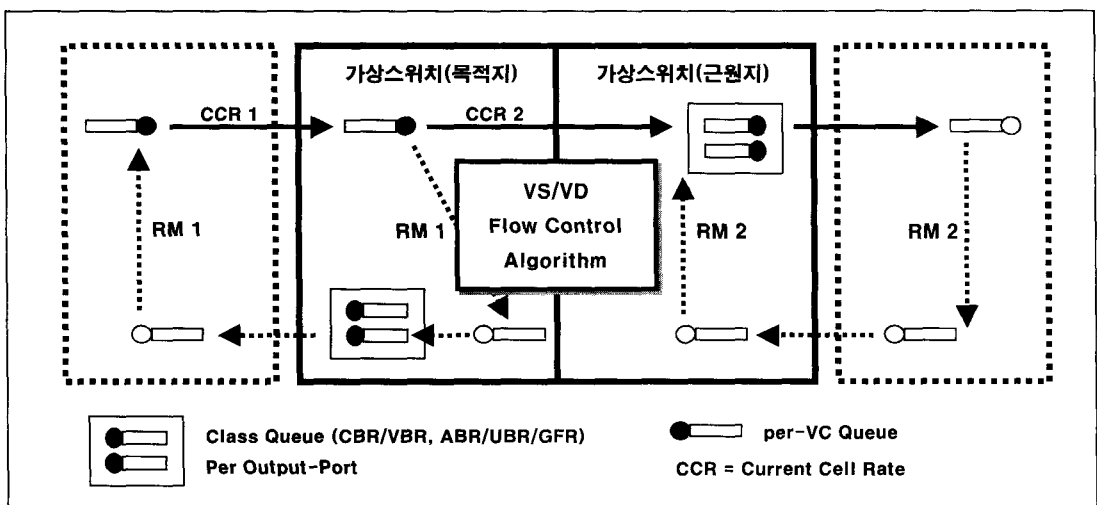 가상스위치(목적지)
가상스위치(근원지)
CCR 1
CCR 2
VS/VD
Flow Control
Algorithm
RM 1
RM 1
RM 2
RM 2
Class Queue (CBR/VBR, ABR/UBR/GFR)
Per Output-Port
per-VC Queue
CCR = Current Cell Rate